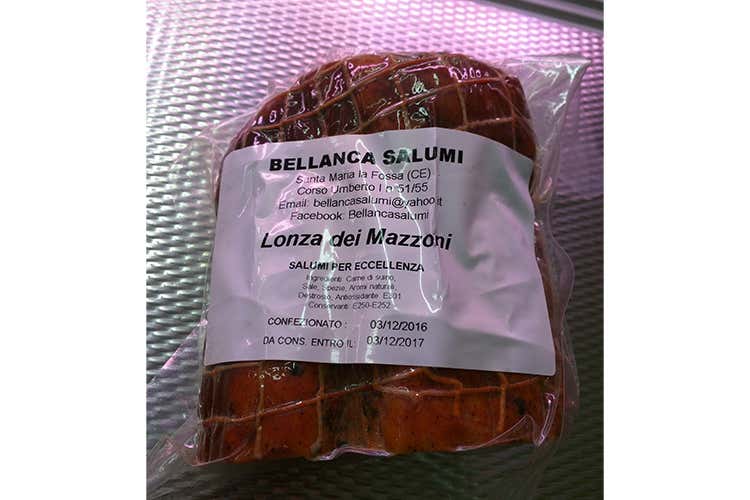 BELLANCA SALUMI
Santa Maria la Fossa (CE)
Corso Umberto I n°51/55
Email: bellancasalumi@yahoo.it
Facebook: Bellancasalumi
Lonza dei Mazzoni
SALUMI PER ECCELLENZA
Ingredienti: Carne di suino,
Sale, Spezie, Aromi naturali,
Destrosio, Antiossidante: E301
Conservanti: E250-E252
CONFEZIONATO : 03/12/2016
DA CONS. ENTRO IL: 03/12/2017